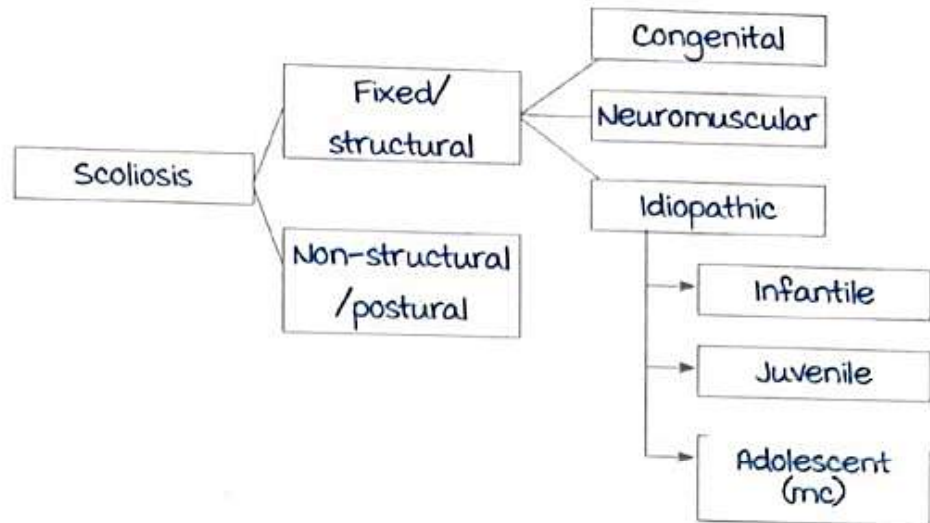 Scoliosis
Fixed/
structural
Non-structural
/postural
Congenital
Neuromuscular
Idiopathic
Infantile
Juvenile
Adolescent
(mc)